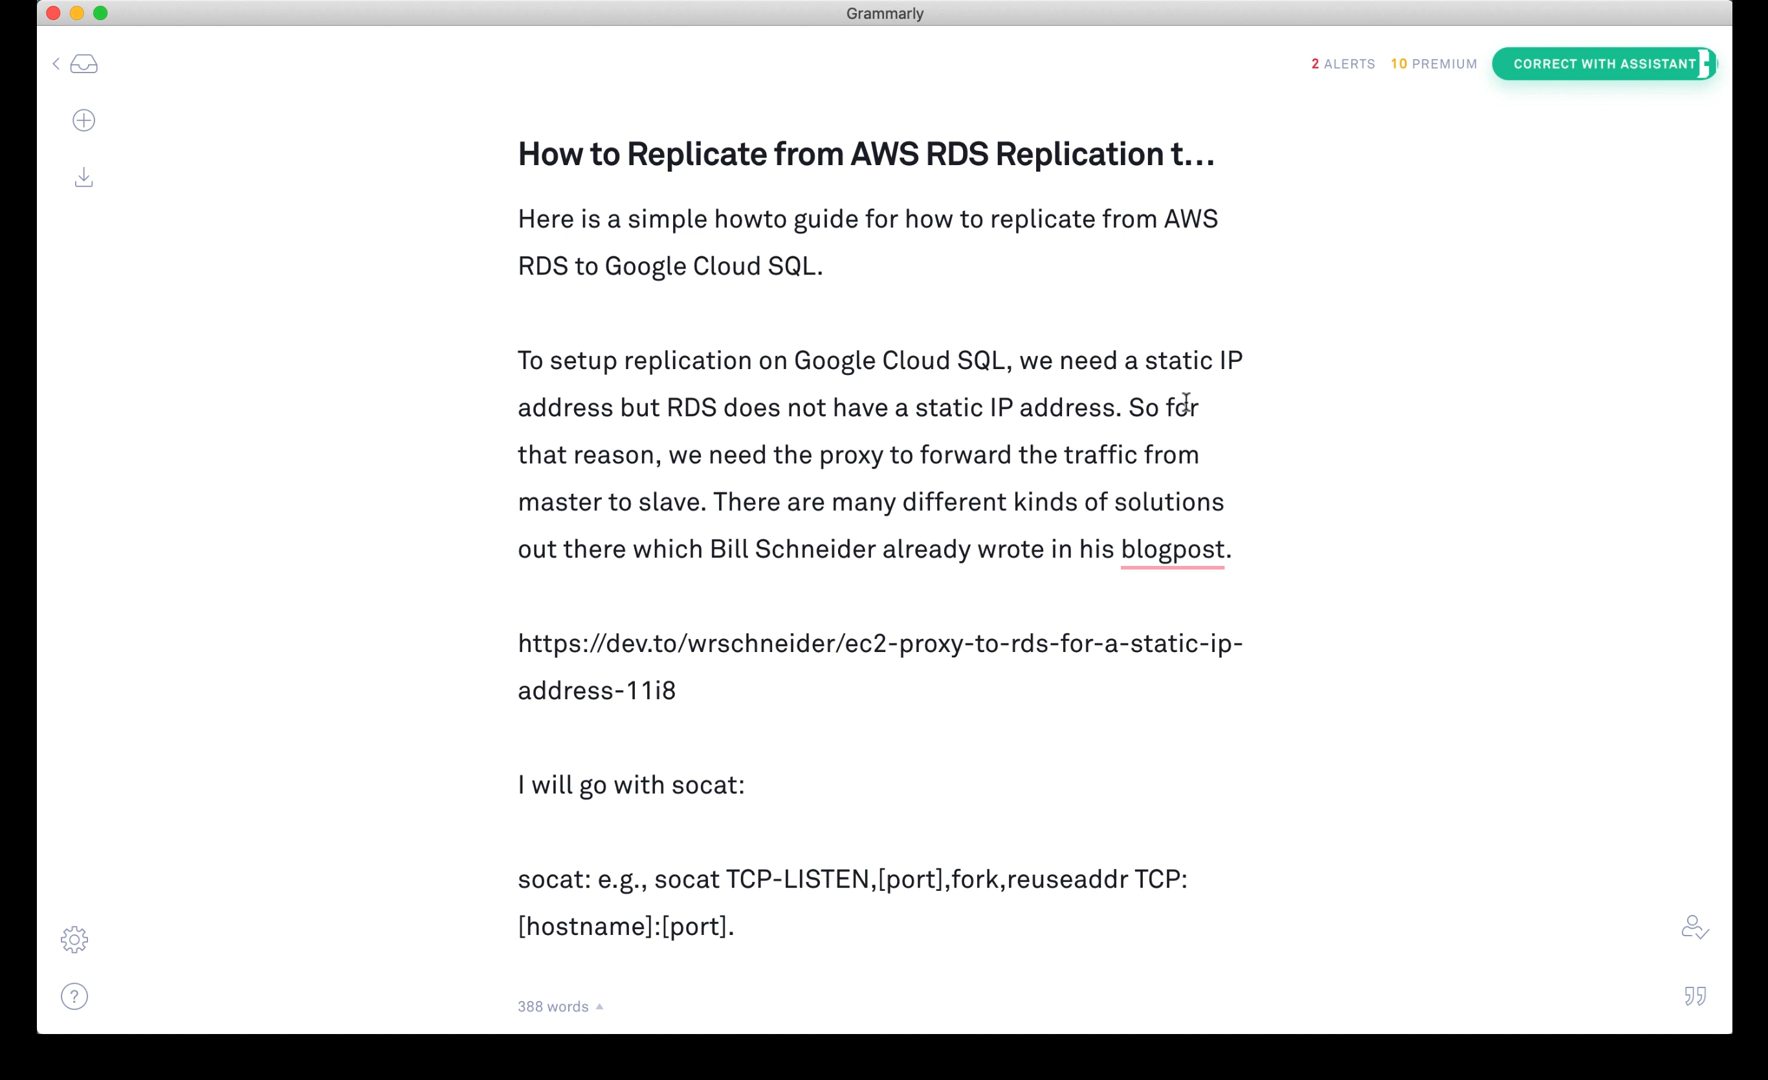 Grammarly
2 ALERTS 10 PREMIUM CORRECT WITH ASSISTANT
How to Replicate from AWS RDS Replication t...
Here is a simple howto guide for how to replicate from AWS
RDS to Google Cloud SQL.
To setup replication on Google Cloud SQL, we need a static IP
address but RDS does not have a static IP address. So for
that reason, we need the proxy to forward the traffic from
master to slave. There are many different kinds of solutions
out there which Bill Schneider already wrote in his blogpost.
https://dev.to/wrschneider/ec2-proxy-to-rds-for-a-static-ip-
address-11i8
I will go with socat:
socat: e.g., socat TCP-LISTEN,[port],fork,reuseaddr TCP:
[hostname]:[port].
388 words